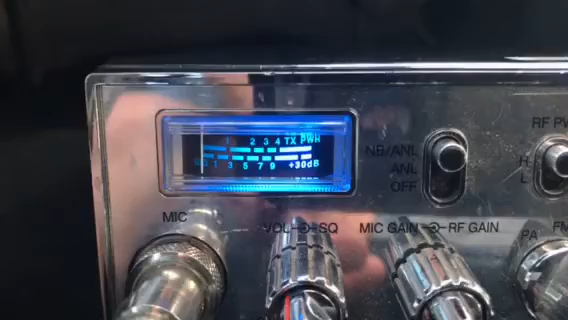 1 2 3 4 TX PWR
1 3 5 7 9 +30dB
NB/ANL
ANL
OFF
RF PW
H
L
MIC
VOL SQ
MIC GAIN RF GAIN
PA
FM